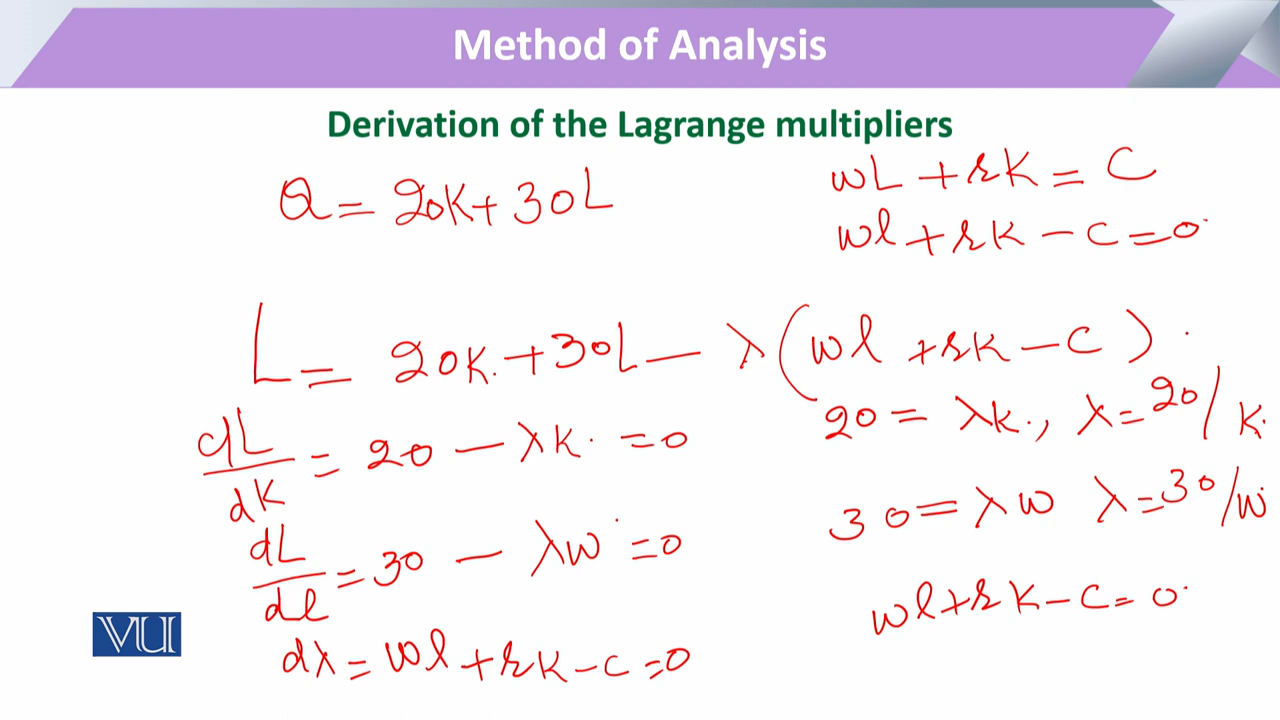 Method of Analysis
Derivation of the Lagrange multipliers
Q = 20K + 30L
wL + rK = C
wl + rK - C = 0
L = 20K + 30L - λ(wl + rK - C)
dL/dK = 20 - λK = 0
20 = λK, λ = 20/K
dL/dl = 30 - λw = 0
30 = λw λ = 30/w
wl + rK - C = 0
dλ = wl + rK - C = 0
VU